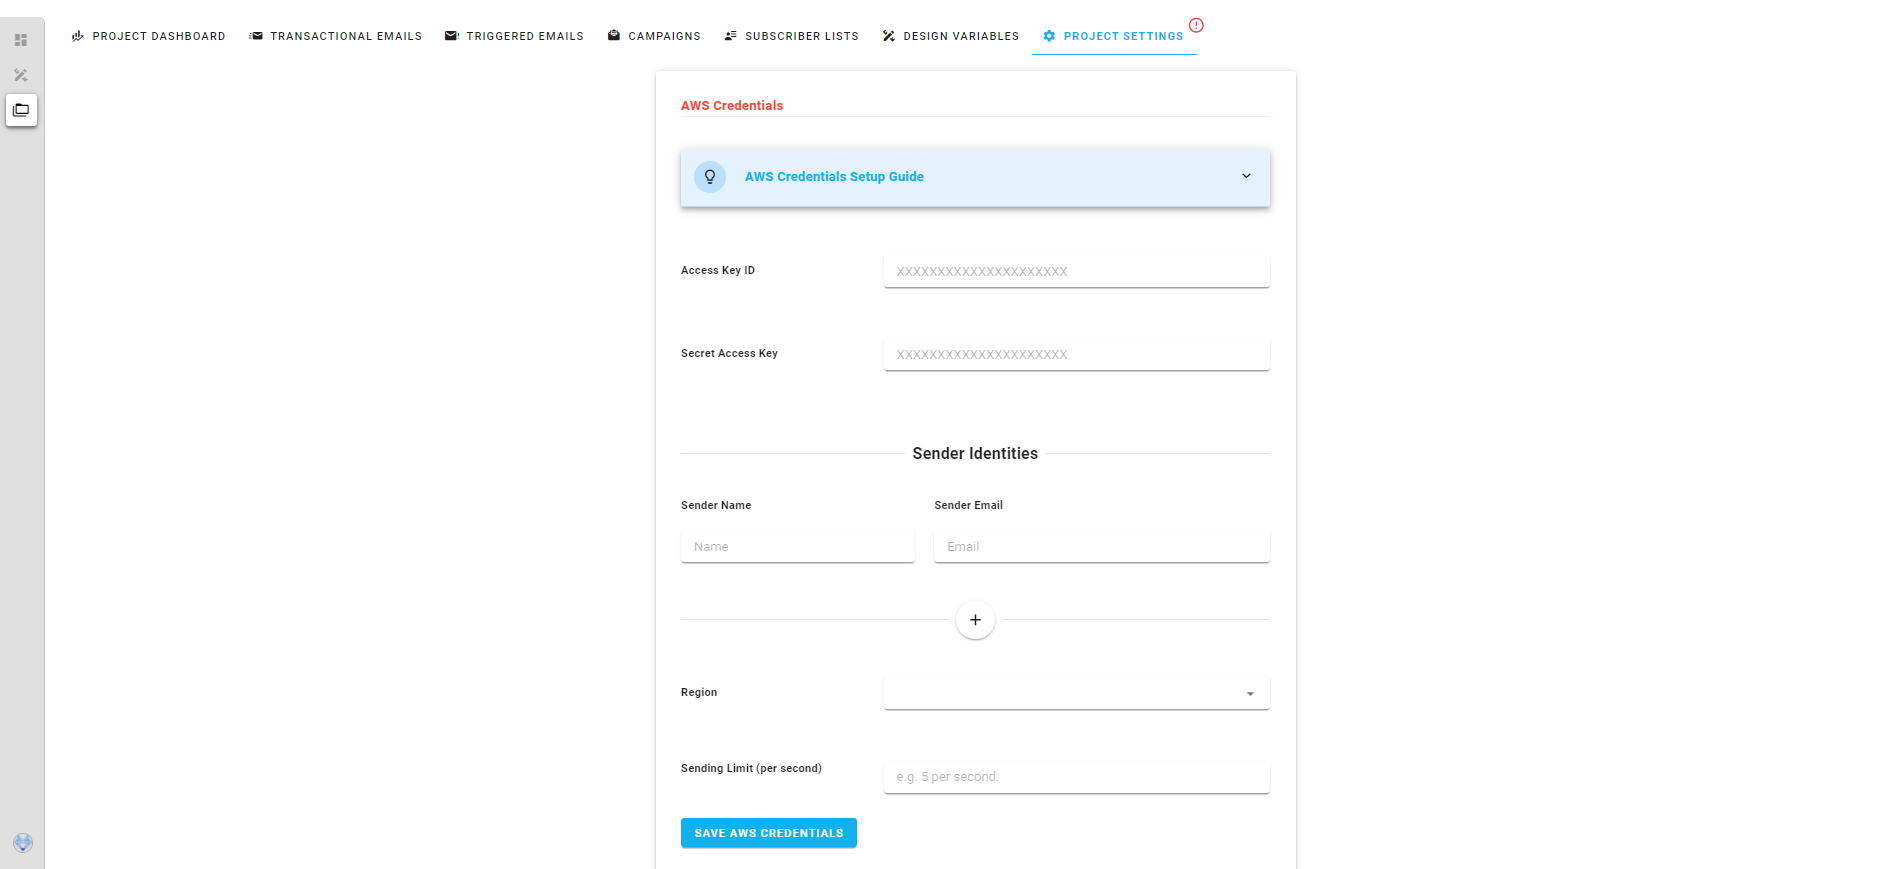 PROJECT DASHBOARD
TRANSACTIONAL EMAILS
TRIGGERED EMAILS
CAMPAIGNS
SUBSCRIBER LISTS
DESIGN VARIABLES
PROJECT SETTINGS
AWS Credentials
AWS Credentials Setup Guide
Access Key ID
XXXXXXXXXXXXXXXXXXXXX
Secret Access Key
XXXXXXXXXXXXXXXXXXXXX
Sender Identities
Sender Name
Sender Email
Name
Email
+
Region
Sending Limit (per second)
e.g. 5 per second.
SAVE AWS CREDENTIALS